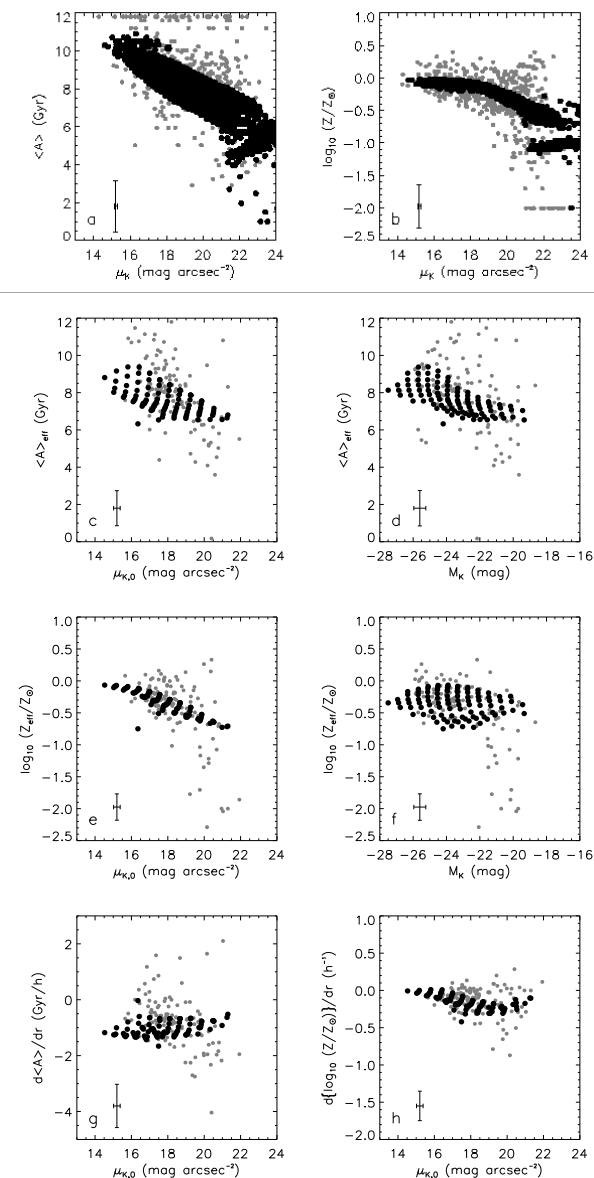 12
10
8
6
4
2
0
<A> (Gyr)
a
14 16 18 20 22 24
μK (mag arcsec−2)
1.0
0.5
0.0
−0.5
−1.0
−1.5
−2.0
−2.5
log10 (Z/Z⊙)
b
14 16 18 20 22 24
μK (mag arcsec−2)
12
10
8
6
4
2
0
<A>eff (Gyr)
c
14 16 18 20 22 24
μK,0 (mag arcsec−2)
12
10
8
6
4
2
0
<A>eff (Gyr)
d
−28 −26 −24 −22 −20 −18 −16
MK (mag)
1.0
0.5
0.0
−0.5
−1.0
−1.5
−2.0
−2.5
log10 (Zeff/Z⊙)
e
14 16 18 20 22 24
μK,0 (mag arcsec−2)
1.0
0.5
0.0
−0.5
−1.0
−1.5
−2.0
−2.5
log10 (Zeff/Z⊙)
f
−28 −26 −24 −22 −20 −18 −16
MK (mag)
2
0
−2
−4
d<A>/dr (Gyr/h)
g
14 16 18 20 22 24
μK,0 (mag arcsec−2)
1.0
0.5
0.0
−0.5
−1.0
−1.5
−2.0
d{log10 (Z/Z⊙)}/dr (h−1)
h
14 16 18 20 22 24
μK,0 (mag arcsec−2)